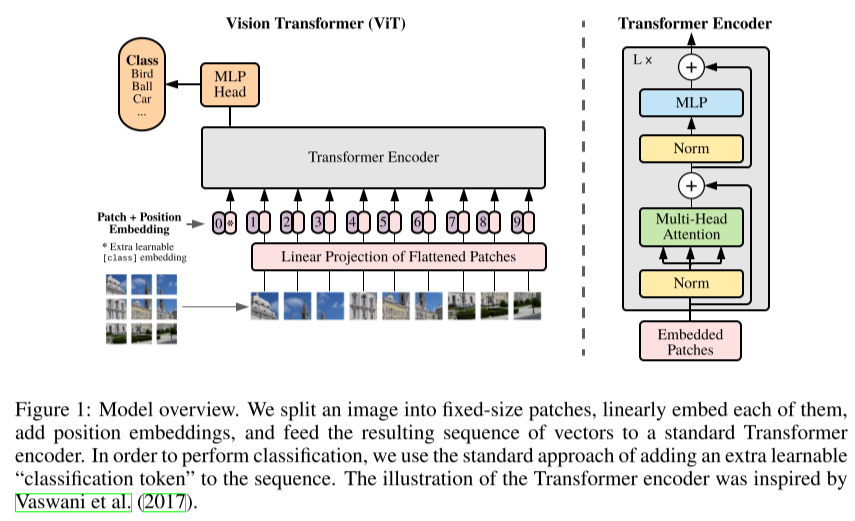 Vision Transformer (ViT)
Class
Bird
Ball
Car
...
MLP
Head
Transformer Encoder
Patch + Position
Embedding
* Extra learnable
[class] embedding
0 * 1 2 3 4 5 6 7 8 9
Linear Projection of Flattened Patches
Transformer Encoder
L ×
+
MLP
Norm
+
Multi-Head
Attention
Norm
Embedded
Patches
Figure 1: Model overview. We split an image into fixed-size patches, linearly embed each of them,
add position embeddings, and feed the resulting sequence of vectors to a standard Transformer
encoder. In order to perform classification, we use the standard approach of adding an extra learnable
“classification token” to the sequence. The illustration of the Transformer encoder was inspired by
Vaswani et al. (2017).